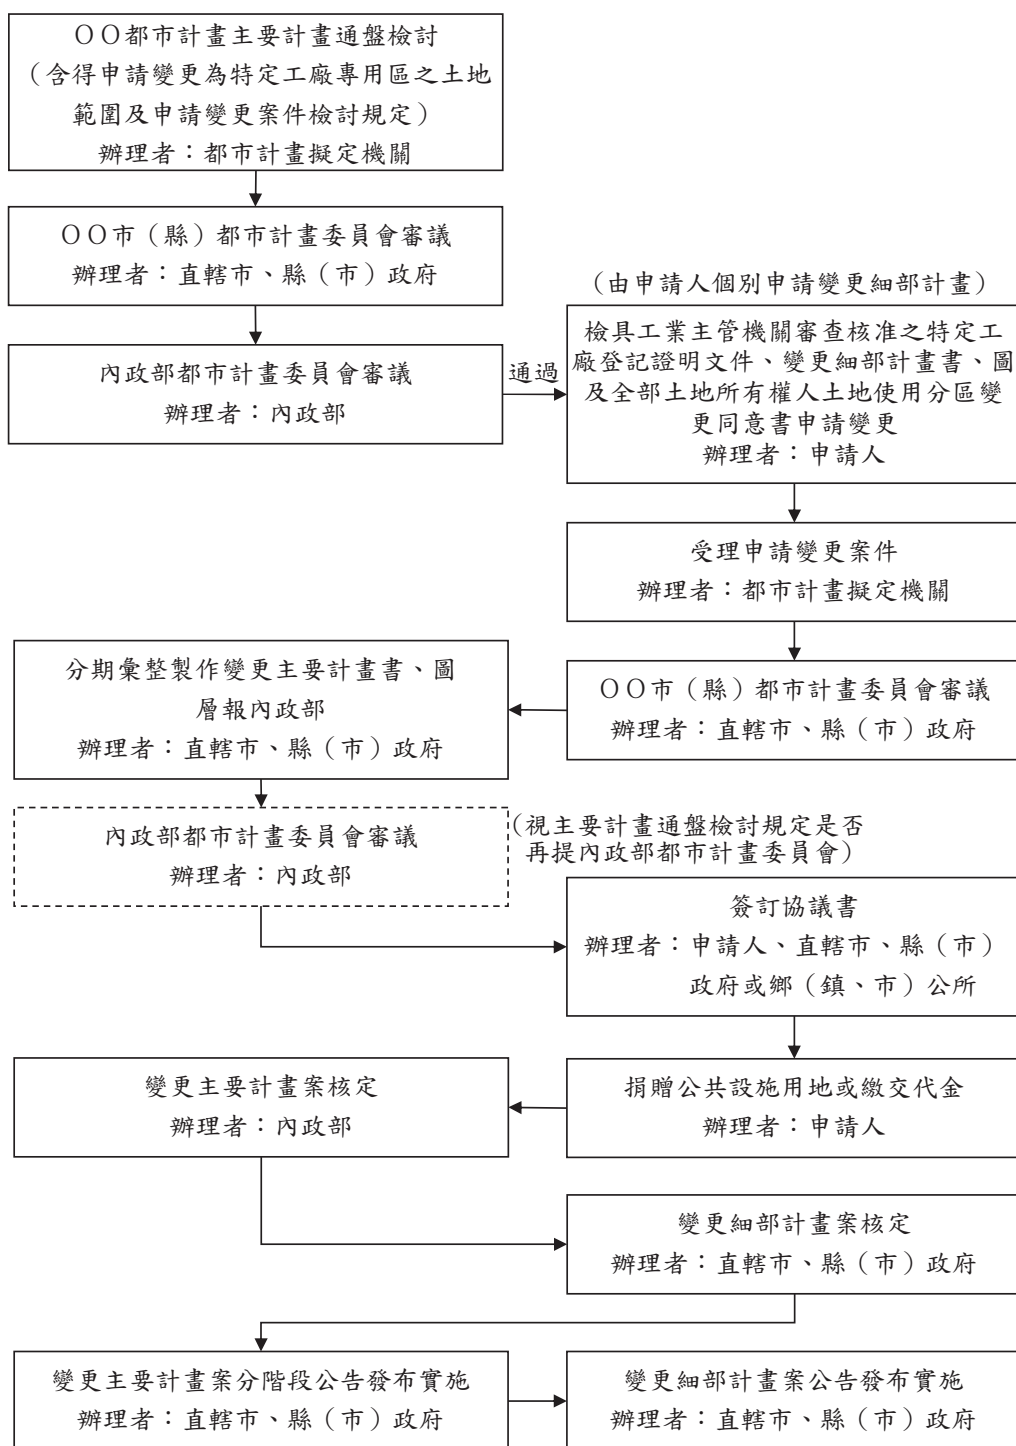 〇〇都市計畫主要計畫通盤檢討
（含得申請變更為特定工廠專用區之土地
範圍及申請變更案件檢討規定）
辦理者：都市計畫擬定機關
〇〇市（縣）都市計畫委員會審議
辦理者：直轄市、縣（市）政府
內政部都市計畫委員會審議
辦理者：內政部
通過
（由申請人個別申請變更細部計畫）
檢具工業主管機關審查核准之特定工
廠登記證明文件、變更細部計畫書、圖
及全部土地所有權人土地使用分區變
更同意書申請變更
辦理者：申請人
受理申請變更案件
辦理者：都市計畫擬定機關
〇〇市（縣）都市計畫委員會審議
辦理者：直轄市、縣（市）政府
分期彙整製作變更主要計畫書、圖
層報內政部
辦理者：直轄市、縣（市）政府
內政部都市計畫委員會審議
辦理者：內政部
（視主要計畫通盤檢討規定是否
再提內政部都市計畫委員會）
簽訂協議書
辦理者：申請人、直轄市、縣（市）
政府或鄉（鎮、市）公所
捐贈公共設施用地或繳交代金
辦理者：申請人
變更主要計畫案核定
辦理者：內政部
變更細部計畫案核定
辦理者：直轄市、縣（市）政府
變更主要計畫案分階段公告發布實施
辦理者：直轄市、縣（市）政府
變更細部計畫案公告發布實施
辦理者：直轄市、縣（市）政府